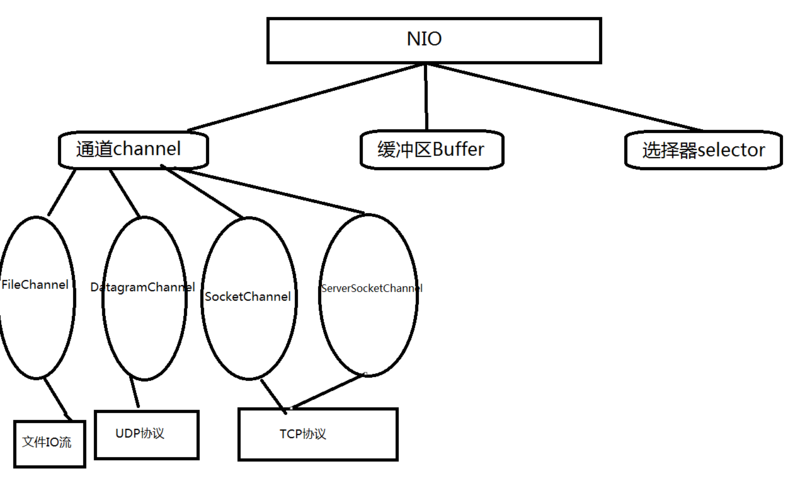 NIO
通道channel
缓冲区Buffer
选择器selector
FileChannel
DatagramChannel
SocketChannel
ServerSocketChannel
文件IO流
UDP协议
TCP协议